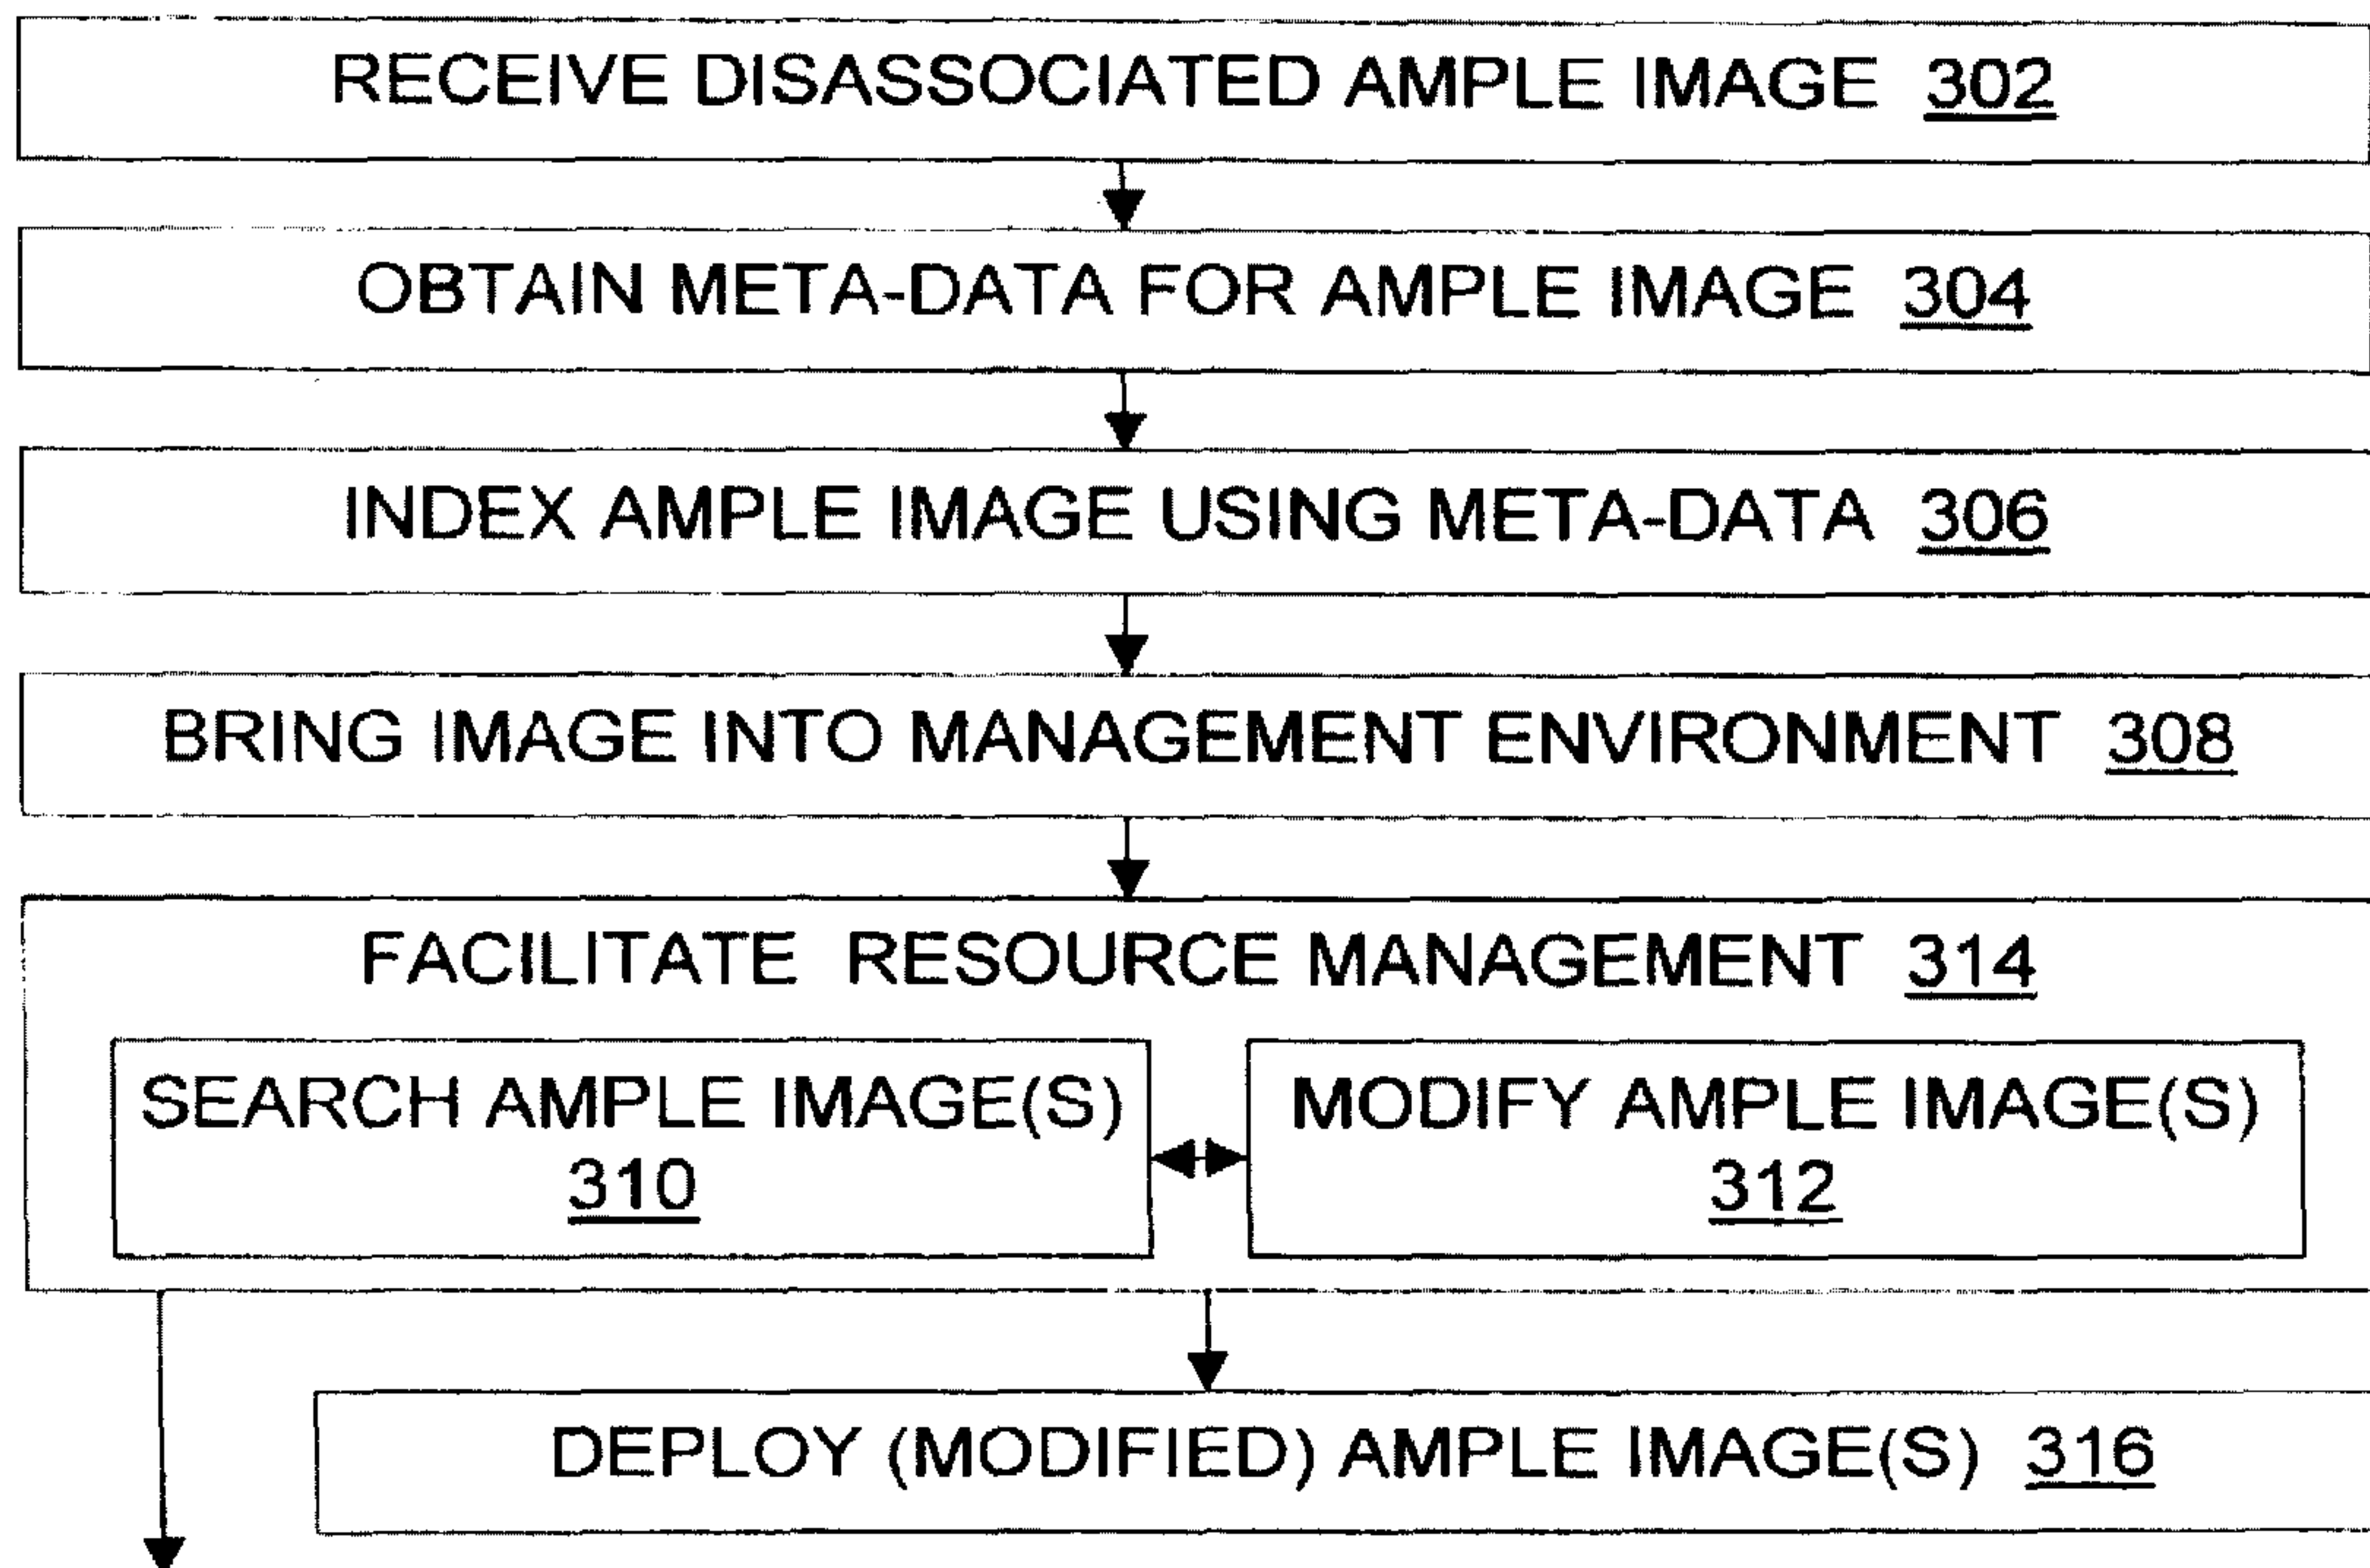 RECEIVE DISASSOCIATED AMPLE IMAGE 302
OBTAIN META-DATA FOR AMPLE IMAGE 304
INDEX AMPLE IMAGE USING META-DATA 306
BRING IMAGE INTO MANAGEMENT ENVIRONMENT 308
FACILITATE RESOURCE MANAGEMENT 314
SEARCH AMPLE IMAGE(S)
310
MODIFY AMPLE IMAGE(S)
312
DEPLOY (MODIFIED) AMPLE IMAGE(S) 316